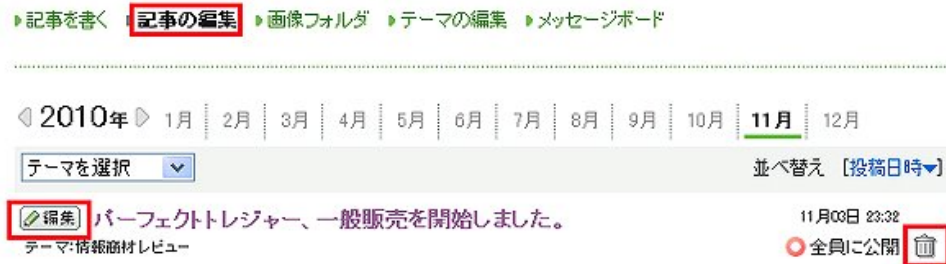 記事を書く 記事の編集 画像フォルダ テーマの編集 メッセージボード
2010年 1月 2月 3月 4月 5月 6月 7月 8月 9月 10月 11月 12月
テーマを選択 並べ替え [投稿日時▼]
編集 パーフェクトトレジャー、一般販売を開始しました。 11月03日 23:32
テーマ:情報商材レビュー 全員に公開